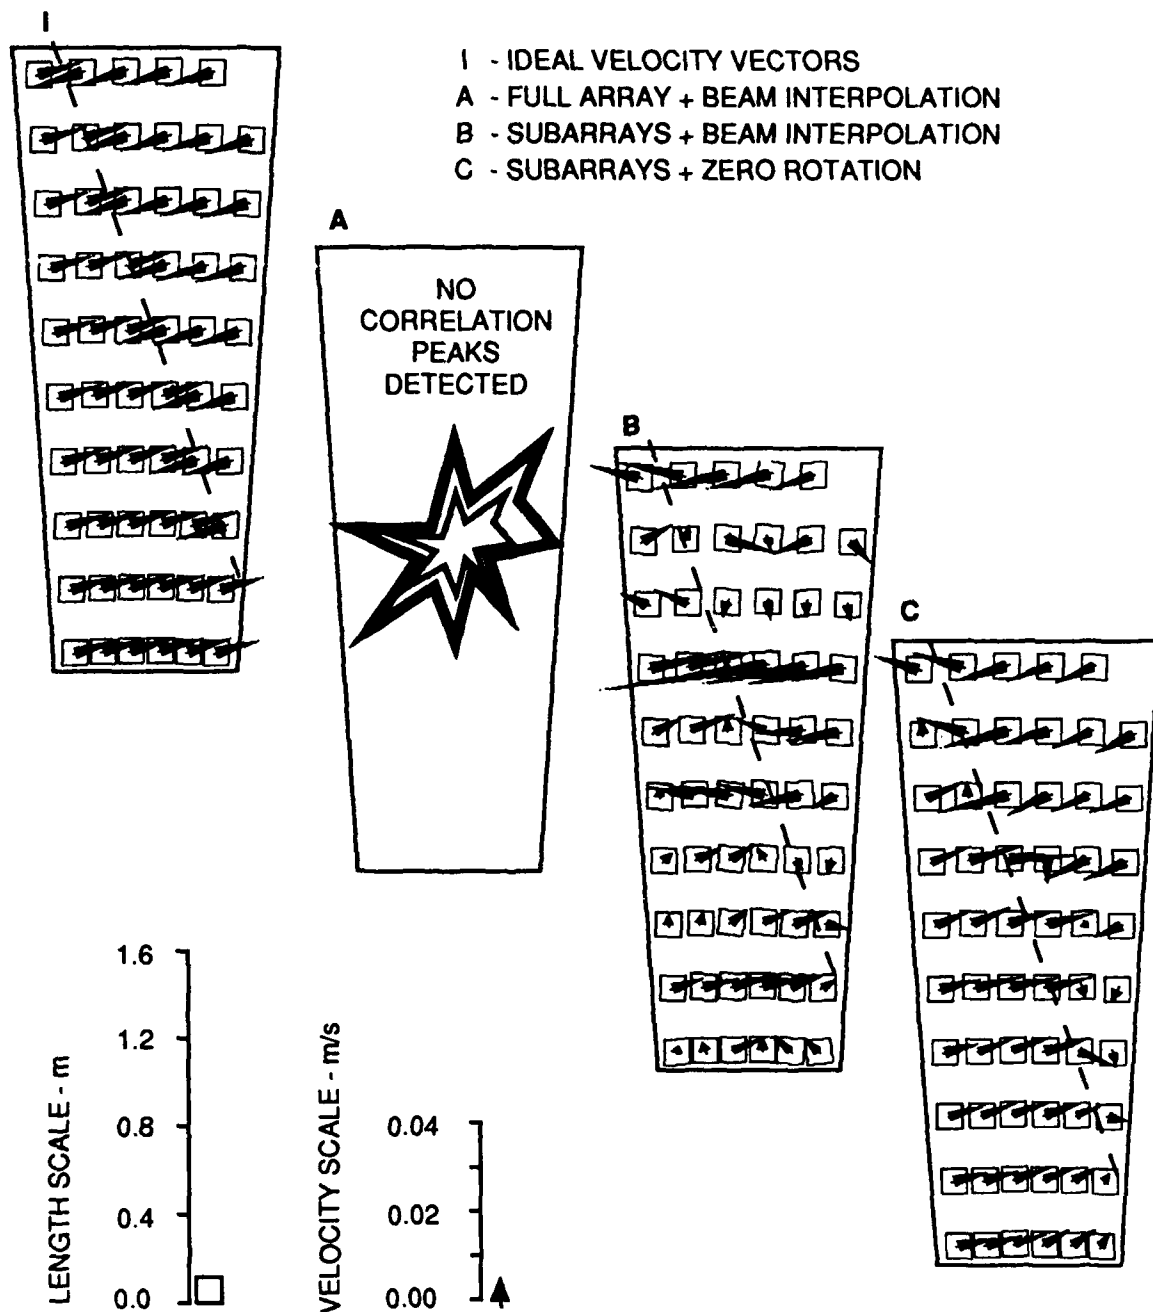 I
I - IDEAL VELOCITY VECTORS
A - FULL ARRAY + BEAM INTERPOLATION
B - SUBARRAYS + BEAM INTERPOLATION
C - SUBARRAYS + ZERO ROTATION
A
NO
CORRELATION
PEAKS
DETECTED
B
C
LENGTH SCALE - m
1.6
1.2
0.8
0.4
0.0
VELOCITY SCALE - m/s
0.04
0.02
0.00